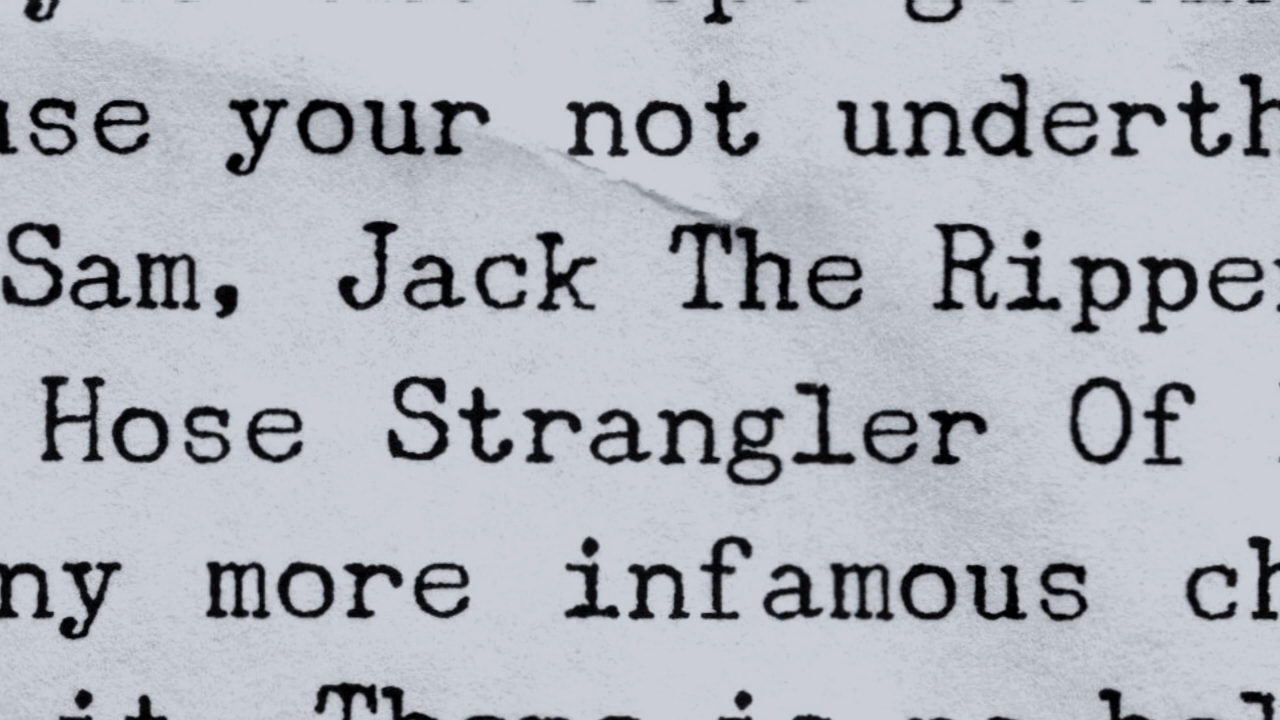 use your not underth
Sam, Jack The Ripper
Hose Strangler Of
ny more infamous ch